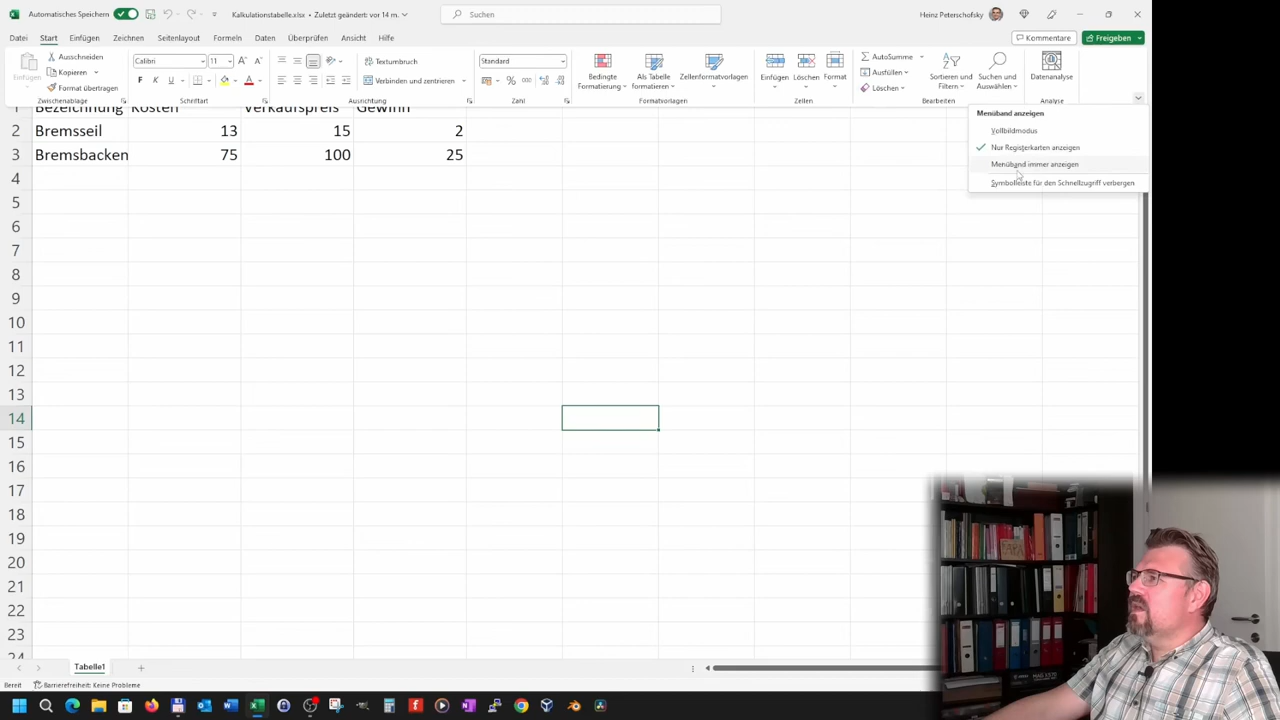 Automatisches Speichern
Kalkulationstabelle.xlsx • Zuletzt geändert: vor 14 m.
Suchen
Heinz Peterschofsky
Datei Start Einfügen Zeichnen Seitenlayout Formeln Daten Überprüfen Ansicht Hilfe
Kommentare Freigeben
Einfügen
Ausschneiden
Kopieren
Format übertragen
Zwischenablage
Calibri 11
F K U
Schriftart
Textumbruch
Verbinden und zentrieren
Ausrichtung
Standard
Zahl
Bedingte Formatierung
Als Tabelle formatieren
Zellenformatvorlagen
Formatvorlagen
Einfügen Löschen Format
Zellen
AutoSumme
Ausfüllen
Löschen
Sortieren und Filtern
Suchen und Auswählen
Bearbeiten
Datenanalyse
Analyse
Menüband anzeigen
Vollbildmodus
Nur Registerkarten anzeigen
Menüband immer anzeigen
Symbolleiste für den Schnellzugriff verbergen
1 Bezeichnung Kosten Verkaufspreis Gewinn
2 Bremsseil 13 15 2
3 Bremsbacken 75 100 25
4
5
6
7
8
9
10
11
12
13
14
15
16
17
18
19
20
21
22
23
24
Tabelle1
Bereit Barrierefreiheit: Keine Probleme